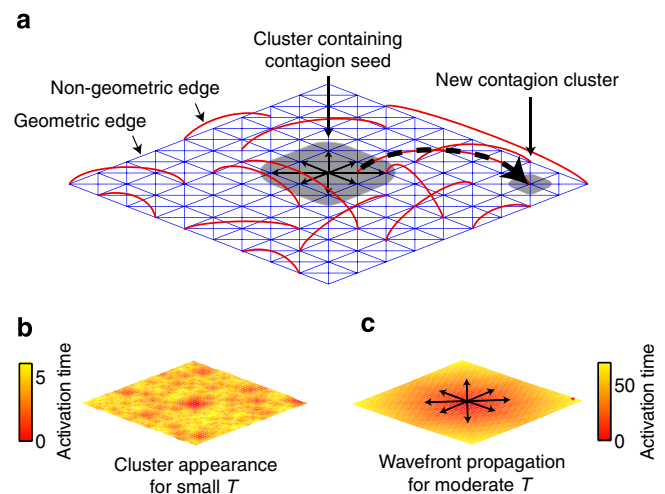 a
Cluster containing
contagion seed
Non-geometric edge
New contagion cluster
Geometric edge
b
5
0
Activation time
Cluster appearance
for small T
c
50
0
Activation time
Wavefront propagation
for moderate T